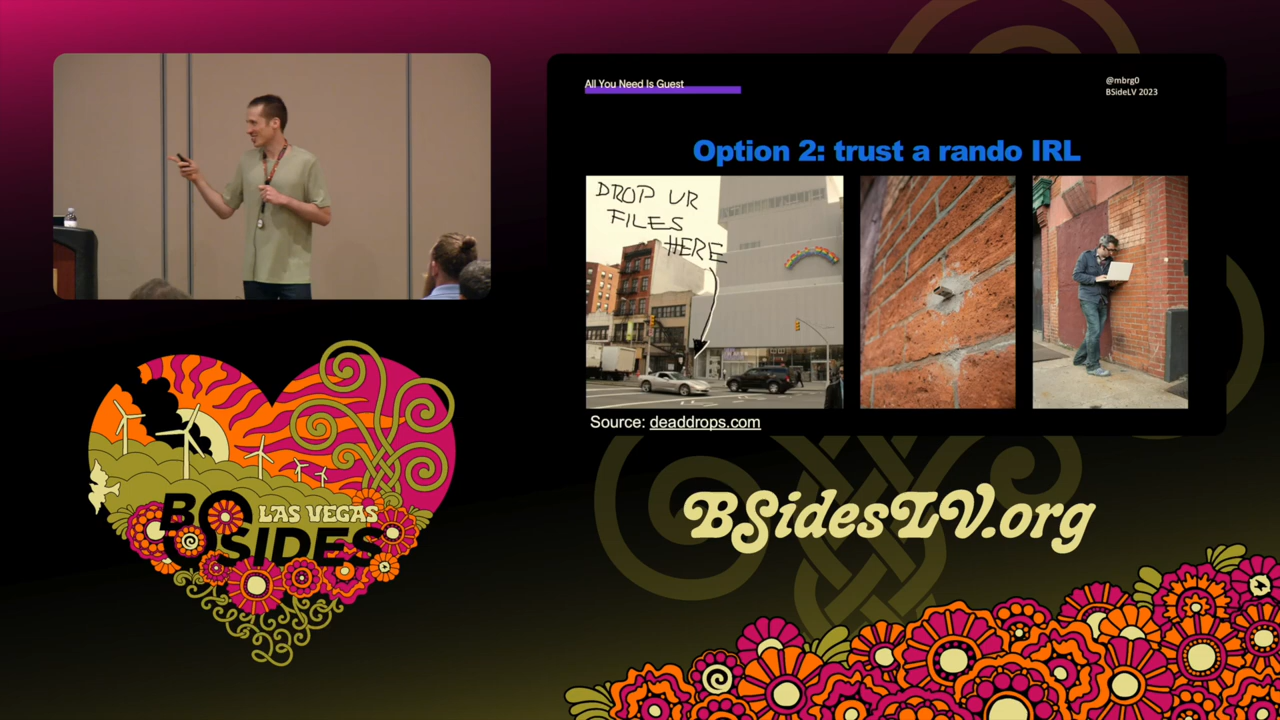 All You Need Is Guest
@mbrg0
BSideLV 2023
Option 2: trust a rando IRL
DROP UR
FILES
HERE
Source: deaddrops.com
BSidesLV.org
LAS VEGAS
BSIDES